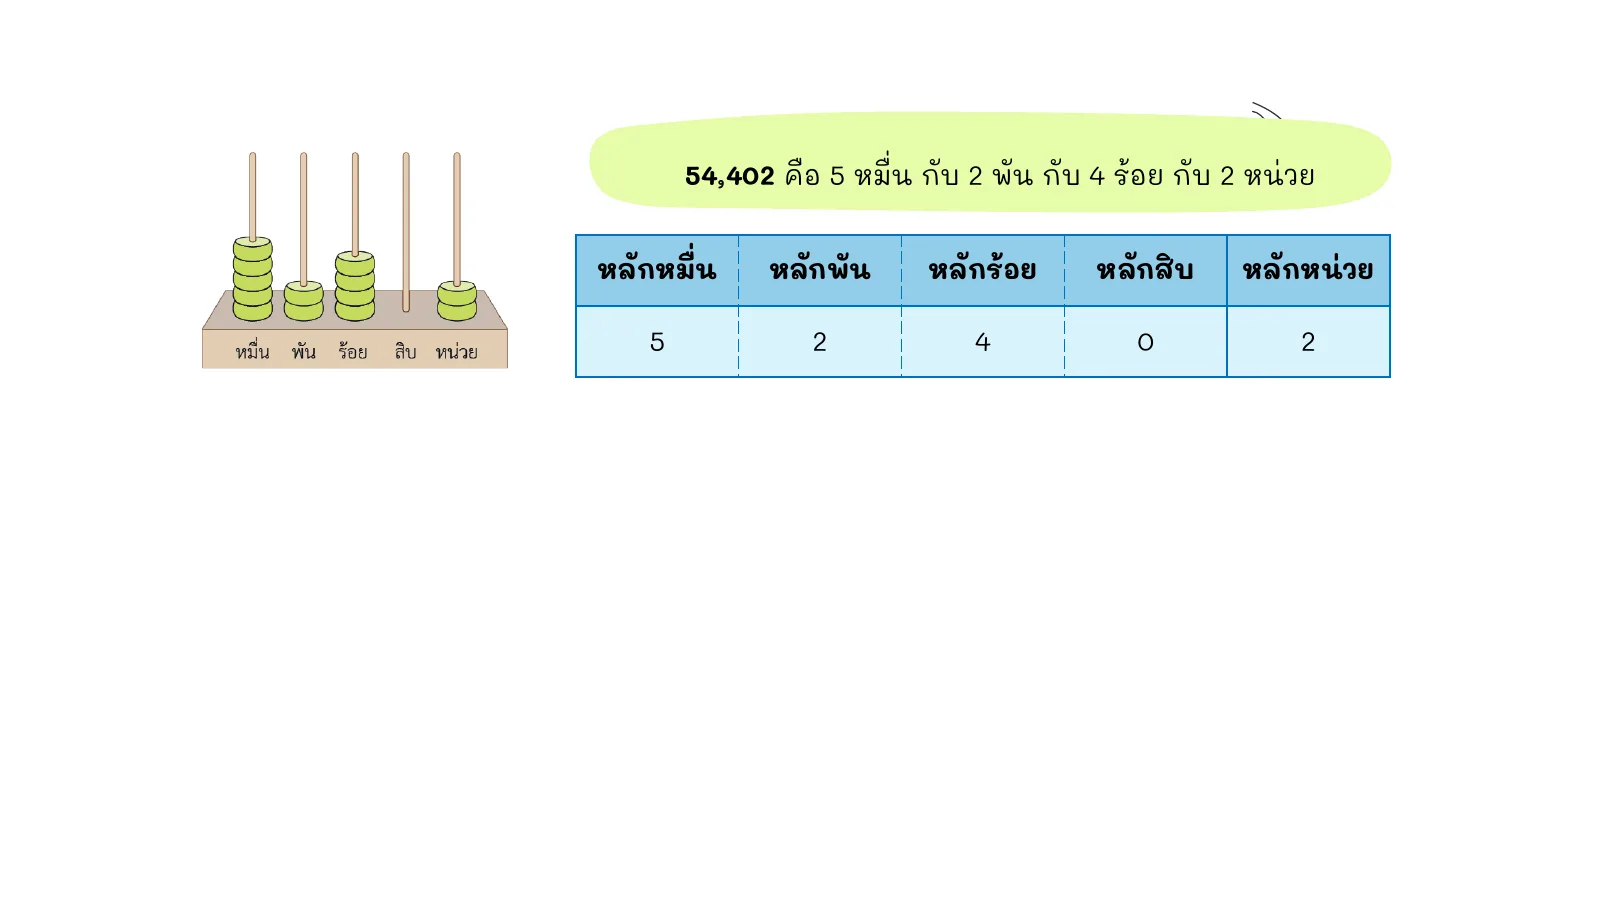 54,402 คือ 5 หมื่น กับ 2 พัน กับ 4 ร้อย กับ 2 หน่วย
หลักหมื่น หลักพัน หลักร้อย หลักสิบ หลักหน่วย
5 2 4 0 2
หมื่น พัน ร้อย สิบ หน่วย